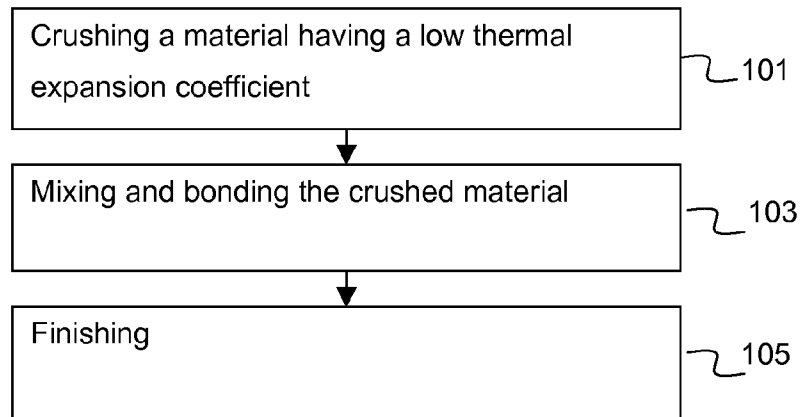 Crushing a material having a low thermal
expansion coefficient
101
Mixing and bonding the crushed material
103
Finishing
105